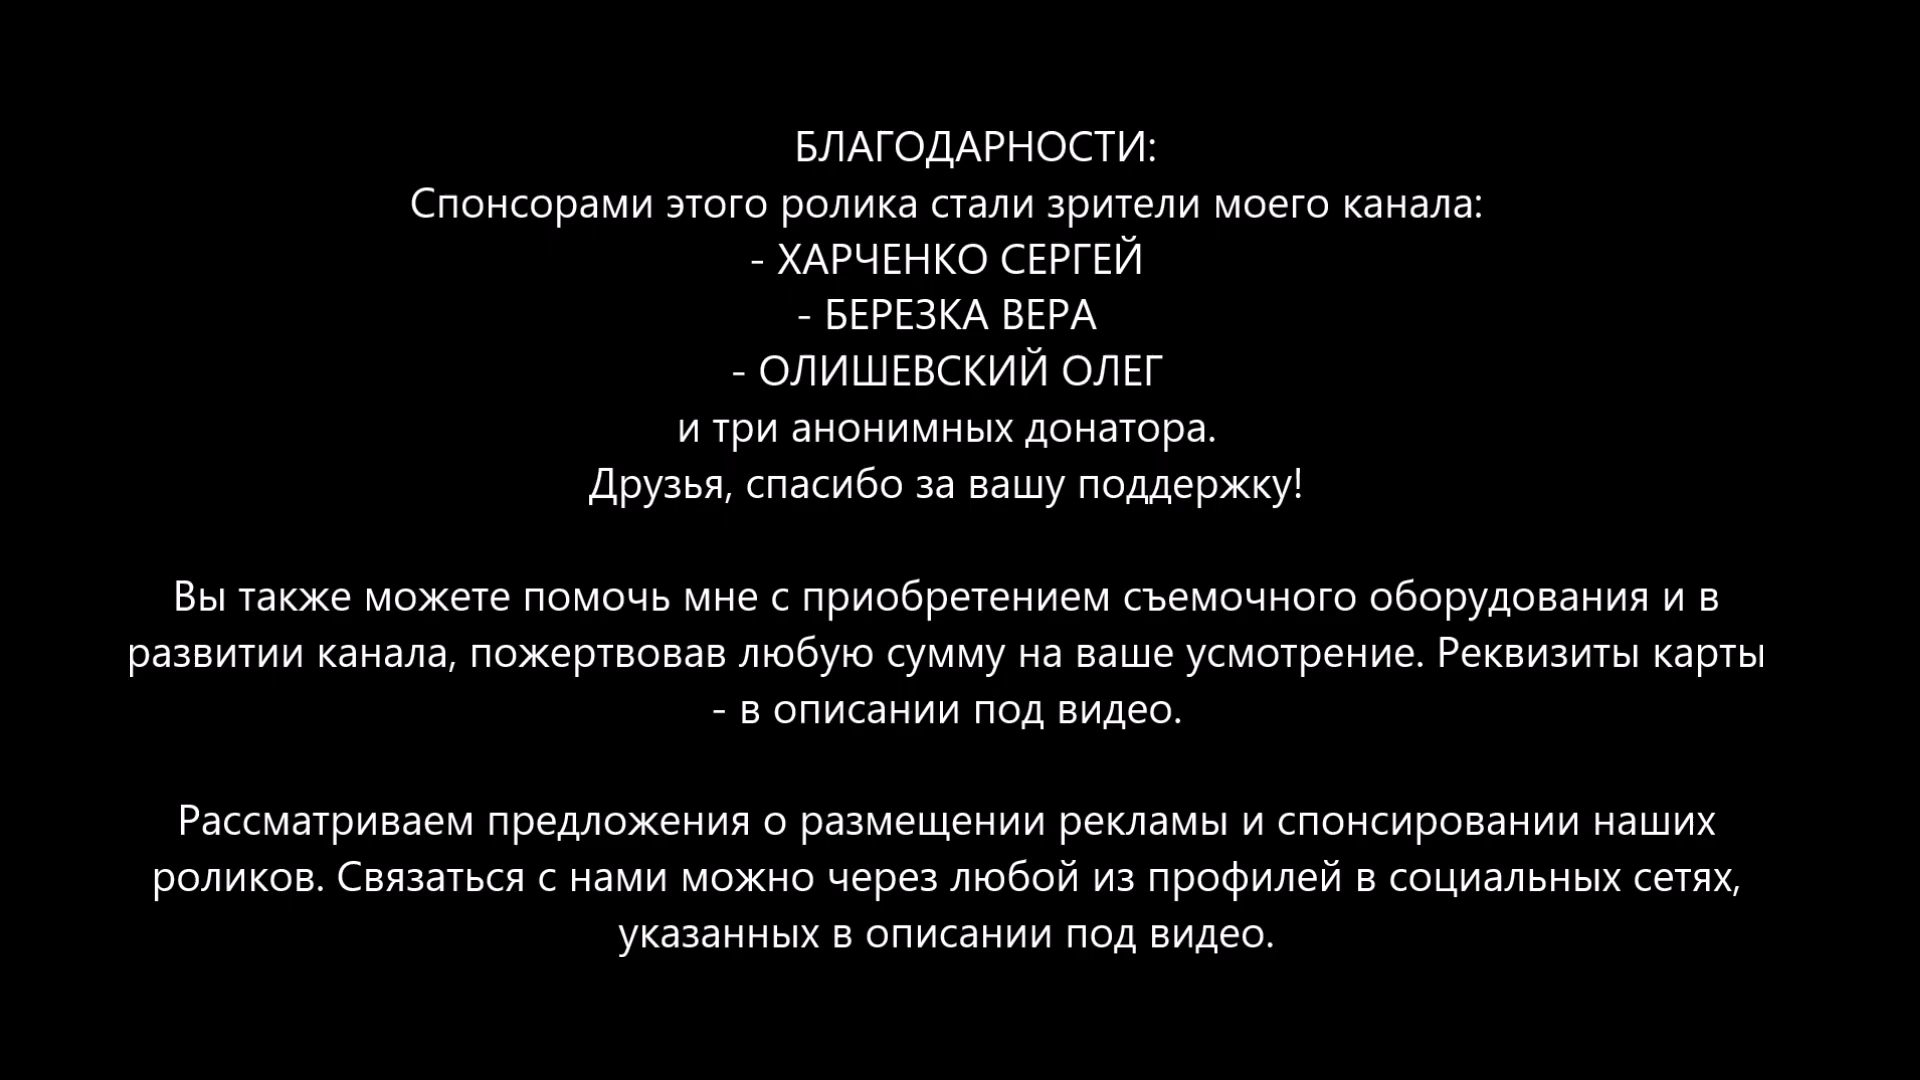 БЛАГОДАРНОСТИ:
Спонсорами этого ролика стали зрители моего канала:
- ХАРЧЕНКО СЕРГЕЙ
- БЕРЕЗКА ВЕРА
- ОЛИШЕВСКИЙ ОЛЕГ
и три анонимных донатора.
Друзья, спасибо за вашу поддержку!
Вы также можете помочь мне с приобретением съемочного оборудования и в
развитии канала, пожертвовав любую сумму на ваше усмотрение. Реквизиты карты
- в описании под видео.
Рассматриваем предложения о размещении рекламы и спонсировании наших
роликов. Связаться с нами можно через любой из профилей в социальных сетях,
указанных в описании под видео.